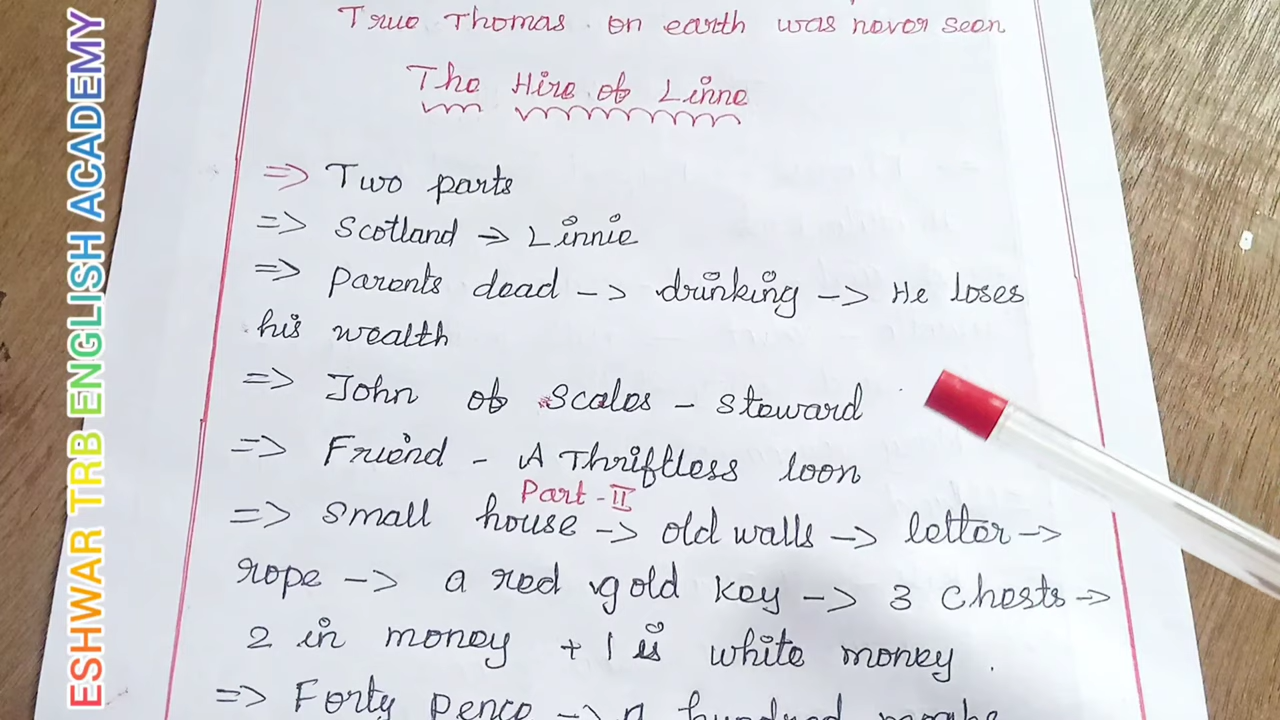 True Thomas on earth was never seen
The Hire of Linne
=> Two parts
=> Scotland -> Linnie
=> Parents dead -> drinking -> He loses
his wealth
=> John of Scales - Steward
=> Friend - A Thriftless loon
Part - II
=> Small house -> old walls -> letter ->
rope -> a red gold key -> 3 chests ->
2 in money + 1 is white money.
=> Forty pence -> a hundred
ESHWAR TRB ENGLISH ACADEMY